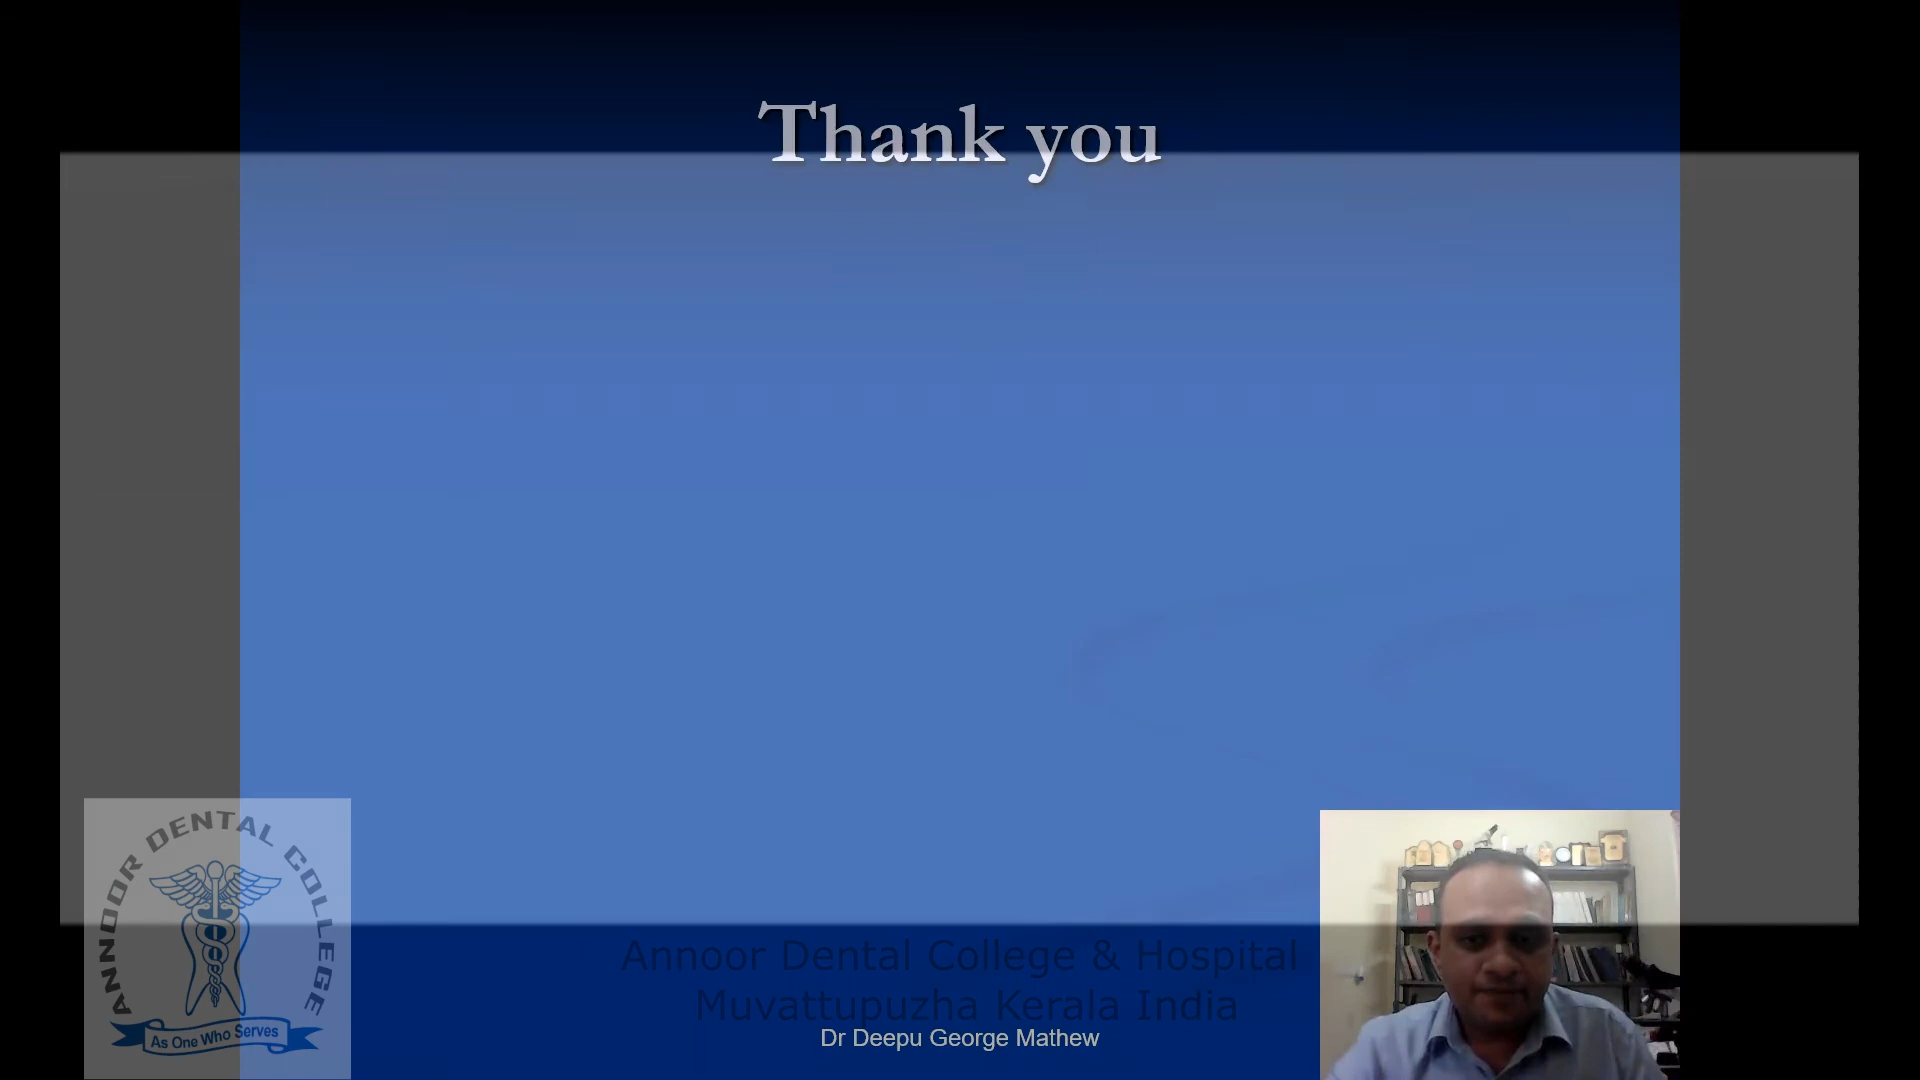 Thank you
ANNOOR DENTAL COLLEGE
As One Who Serves
Annoor Dental College & Hospital
Muvattupuzha Kerala India
Dr Deepu George Mathew